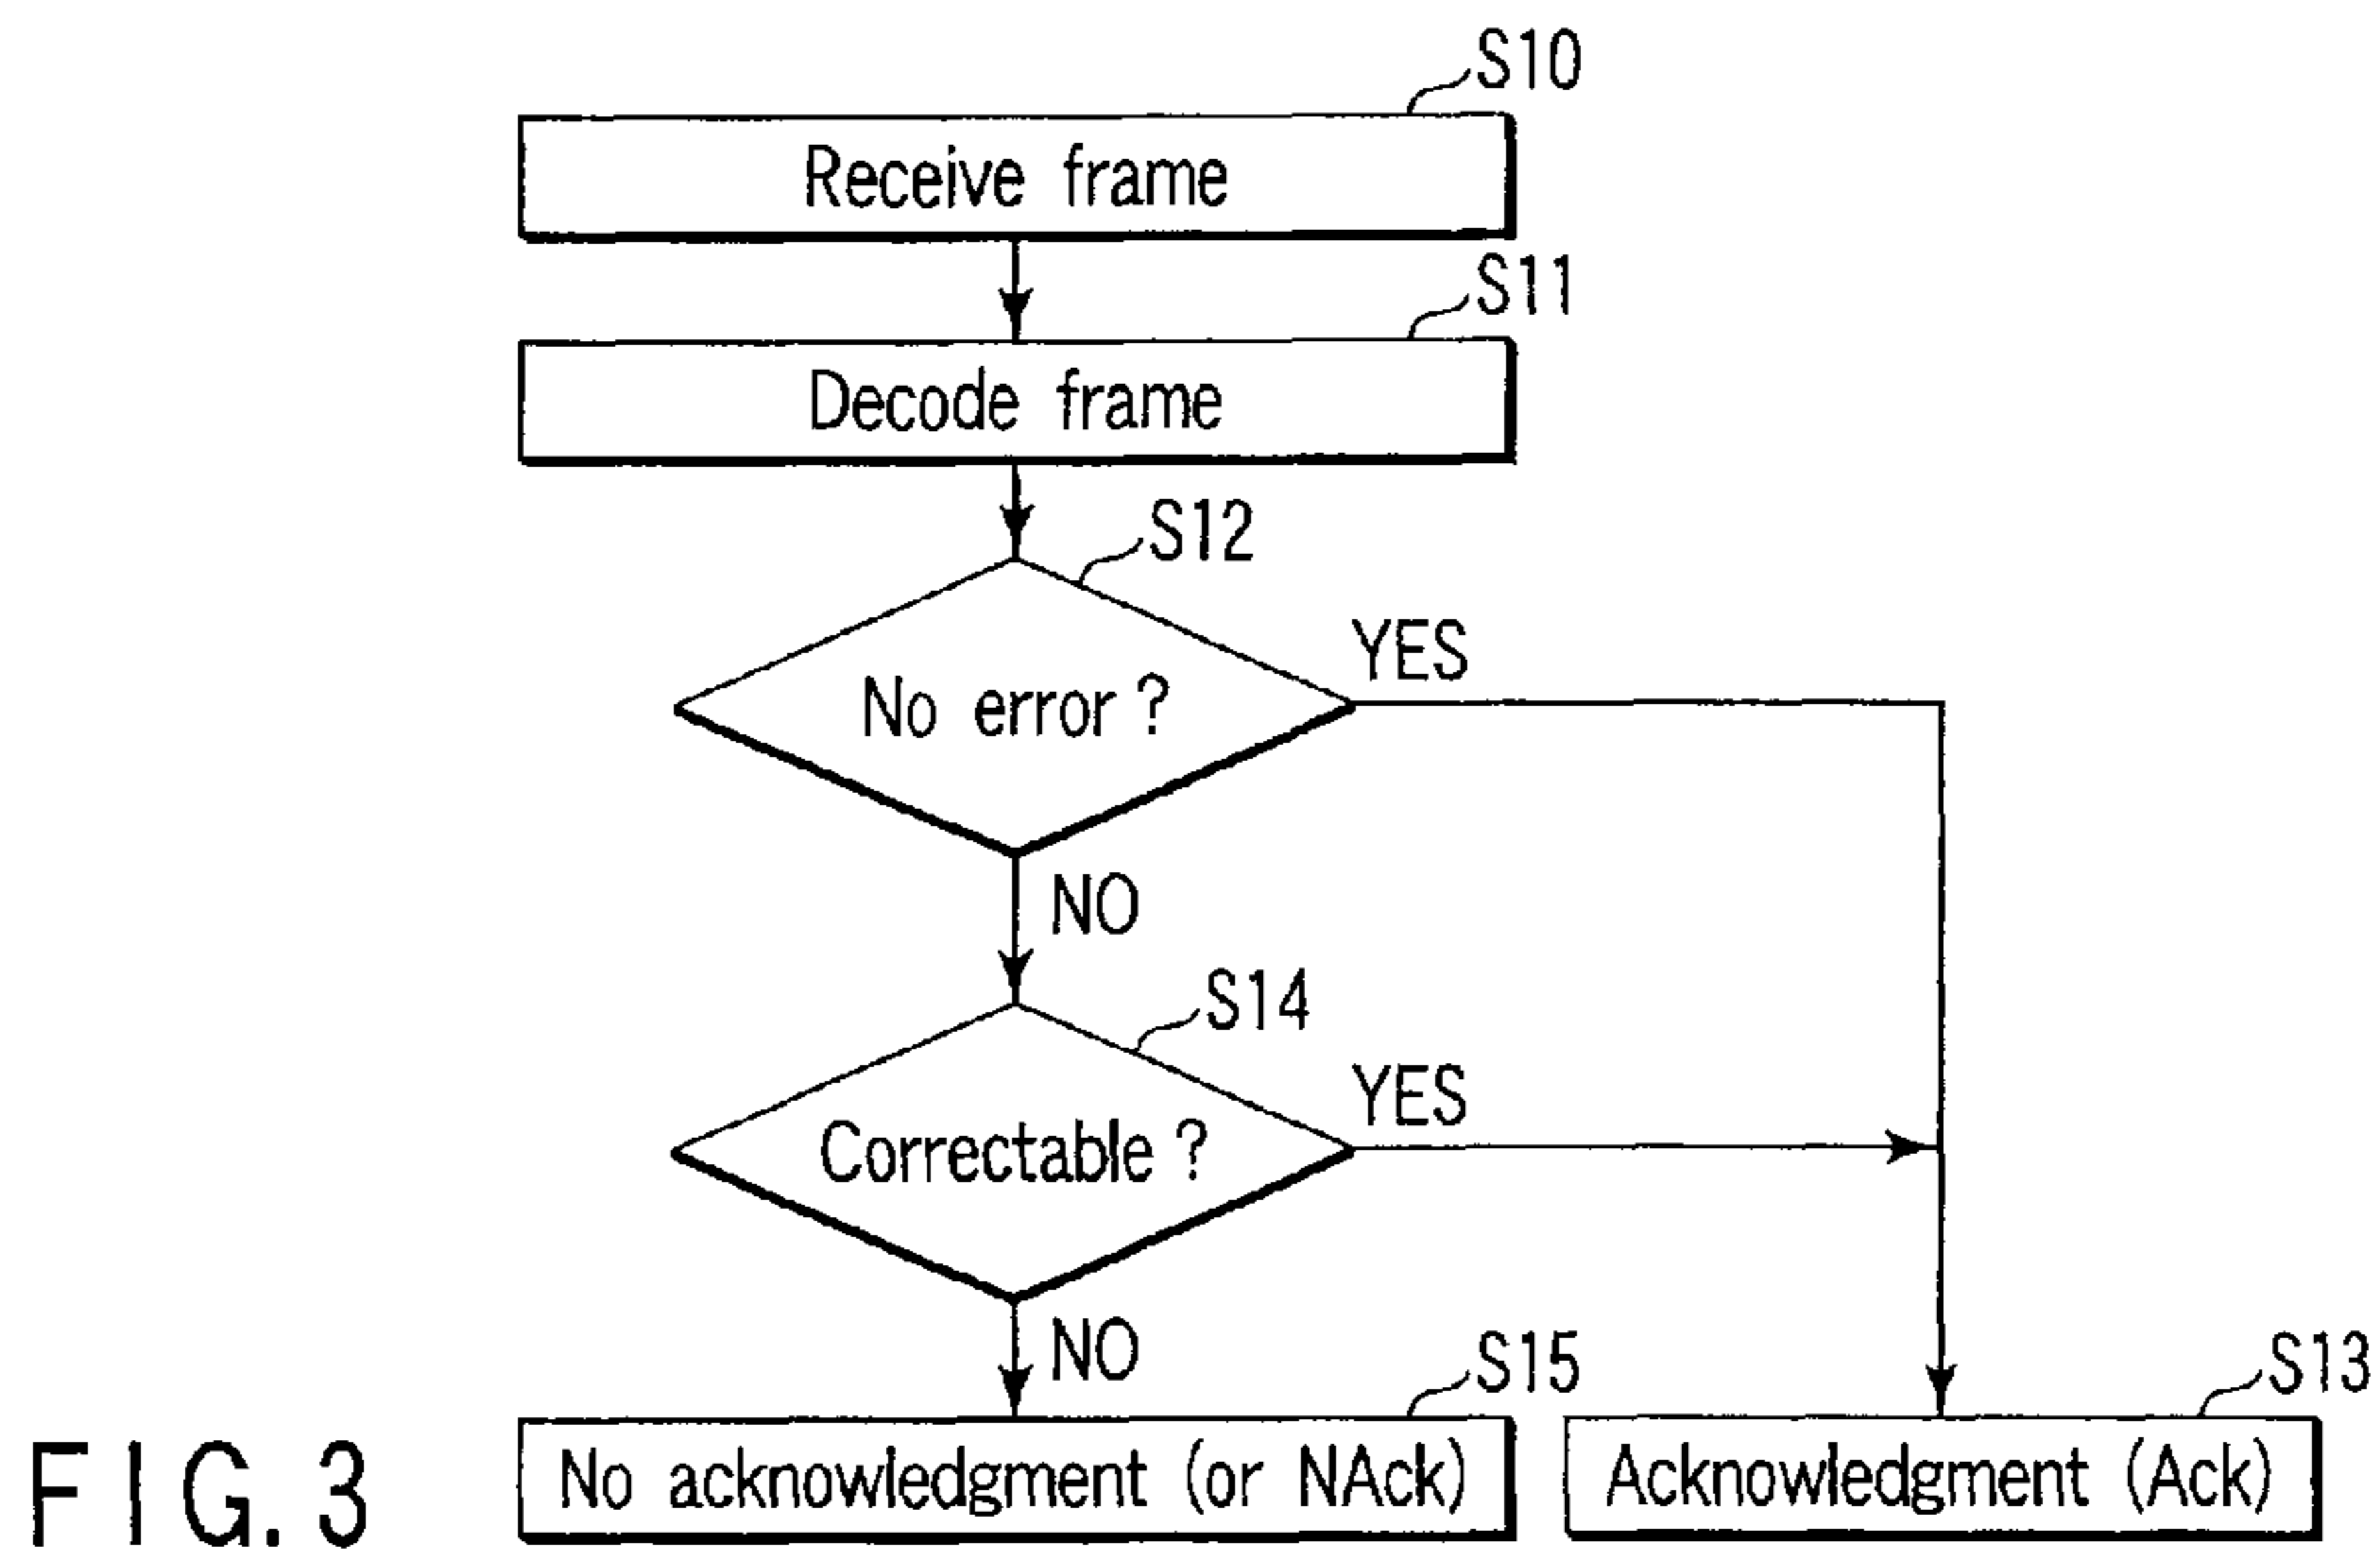 S10
Receive frame
S11
Decode frame
S12
No error ?
YES
NO
S14
Correctable ?
YES
NO
S15
No acknowledgment (or NAck)
S13
Acknowledgment (Ack)
FIG. 3